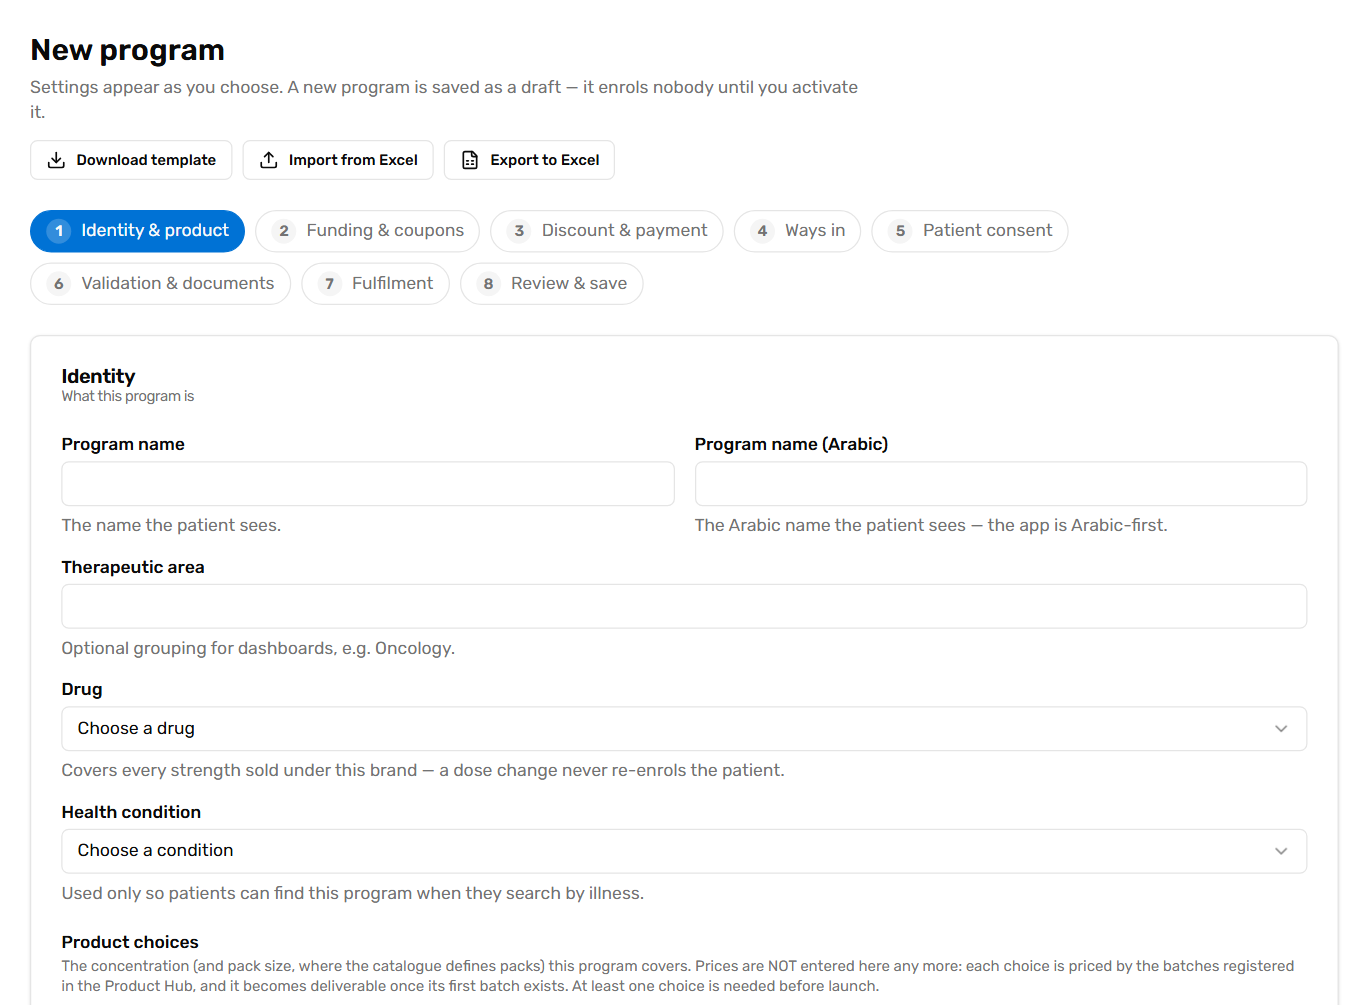 New program
Settings appear as you choose. A new program is saved as a draft — it enrols nobody until you activate
it.
Download template
Import from Excel
Export to Excel
1 Identity & product
2 Funding & coupons
3 Discount & payment
4 Ways in
5 Patient consent
6 Validation & documents
7 Fulfilment
8 Review & save
Identity
What this program is
Program name
Program name (Arabic)
The name the patient sees.
The Arabic name the patient sees — the app is Arabic-first.
Therapeutic area
Optional grouping for dashboards, e.g. Oncology.
Drug
Choose a drug
Covers every strength sold under this brand — a dose change never re-enrols the patient.
Health condition
Choose a condition
Used only so patients can find this program when they search by illness.
Product choices
The concentration (and pack size, where the catalogue defines packs) this program covers. Prices are NOT entered here any more: each choice is priced by the batches registered
in the Product Hub, and it becomes deliverable once its first batch exists. At least one choice is needed before launch.